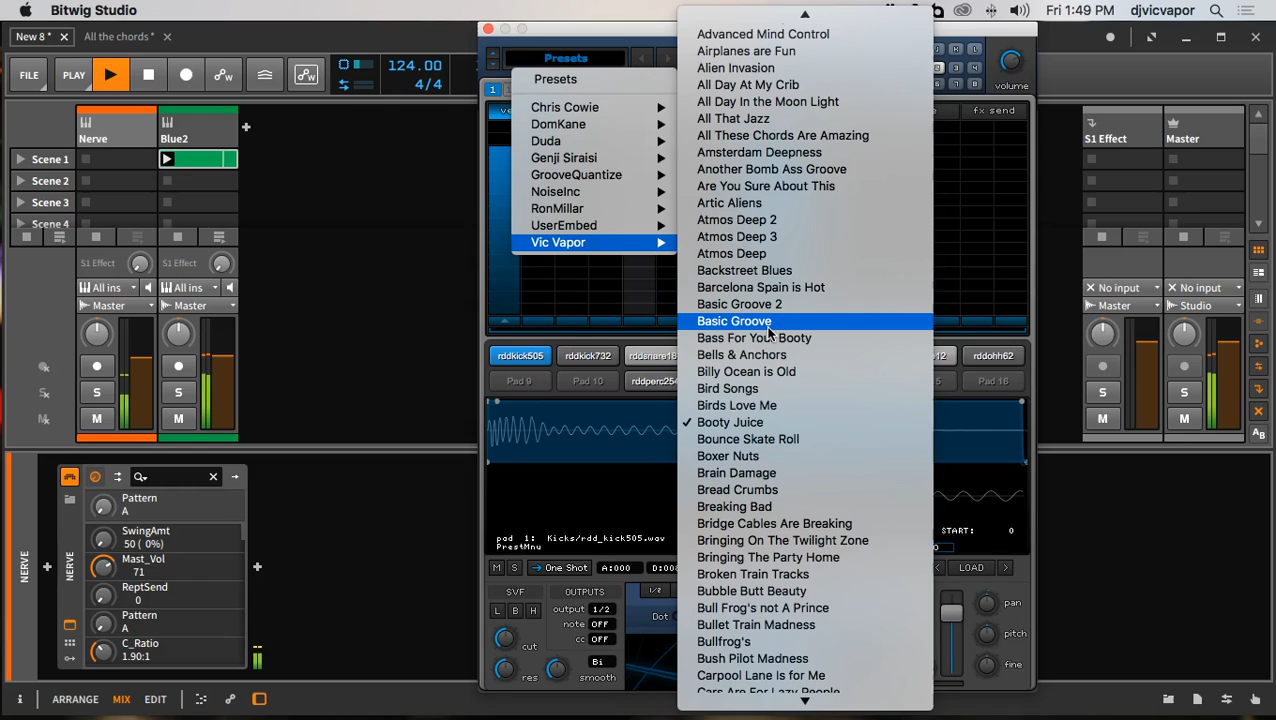 Bitwig Studio
Fri 1:49 PM
djvicvapor
New 8*
All the chords*
FILE
PLAY
124.00
4/4
Nerve
Blue2
Scene 1
Scene 2
Scene 3
Scene 4
S1 Effect
S1 Effect
All ins
All ins
Master
Master
S
S
M
M
Presets
1
volume
fx send
Presets
Chris Cowie
DomKane
Duda
Genji Siraisi
GrooveQuantize
NoiseInc
RonMillar
UserEmbed
Vic Vapor
Advanced Mind Control
Airplanes are Fun
Alien Invasion
All Day At My Crib
All Day In the Moon Light
All That Jazz
All These Chords Are Amazing
Amsterdam Deepness
Another Bomb Ass Groove
Are You Sure About This
Artic Aliens
Atmos Deep 2
Atmos Deep 3
Atmos Deep
Backstreet Blues
Barcelona Spain is Hot
Basic Groove 2
Basic Groove
Bass For Your Booty
Bells & Anchors
Billy Ocean is Old
Bird Songs
Birds Love Me
✓ Booty Juice
Bounce Skate Roll
Boxer Nuts
Brain Damage
Bread Crumbs
Breaking Bad
Bridge Cables Are Breaking
Bringing On The Twilight Zone
Bringing The Party Home
Broken Train Tracks
Bubble Butt Beauty
Bull Frog's not A Prince
Bullet Train Madness
Bullfrog's
Bush Pilot Madness
Carpool Lane Is for Me
Cars Are For Lazy People
rddkick505
rddkick732
rddohh62
Pad 9
Pad 10
Pad 16
pad 1: Kicks/rdd_kick505.wav
PrestMnu
START: 0
M
S
One Shot
A:000
LOAD
SVF
L
B
H
cut
res
OUTPUTS
output 1/2
note OFF
cc OFF
Bi
smooth
1/2
Dot
pan
pitch
fine
S1 Effect
Master
No input
No input
Master
Studio
S
S
M
M
NERVE
NERVE
Pattern
A
SwingAmt
50 ( 0%)
Mast_Vol
71
ReptSend
0
Pattern
A
C_Ratio
1.90:1
i
ARRANGE
MIX
EDIT